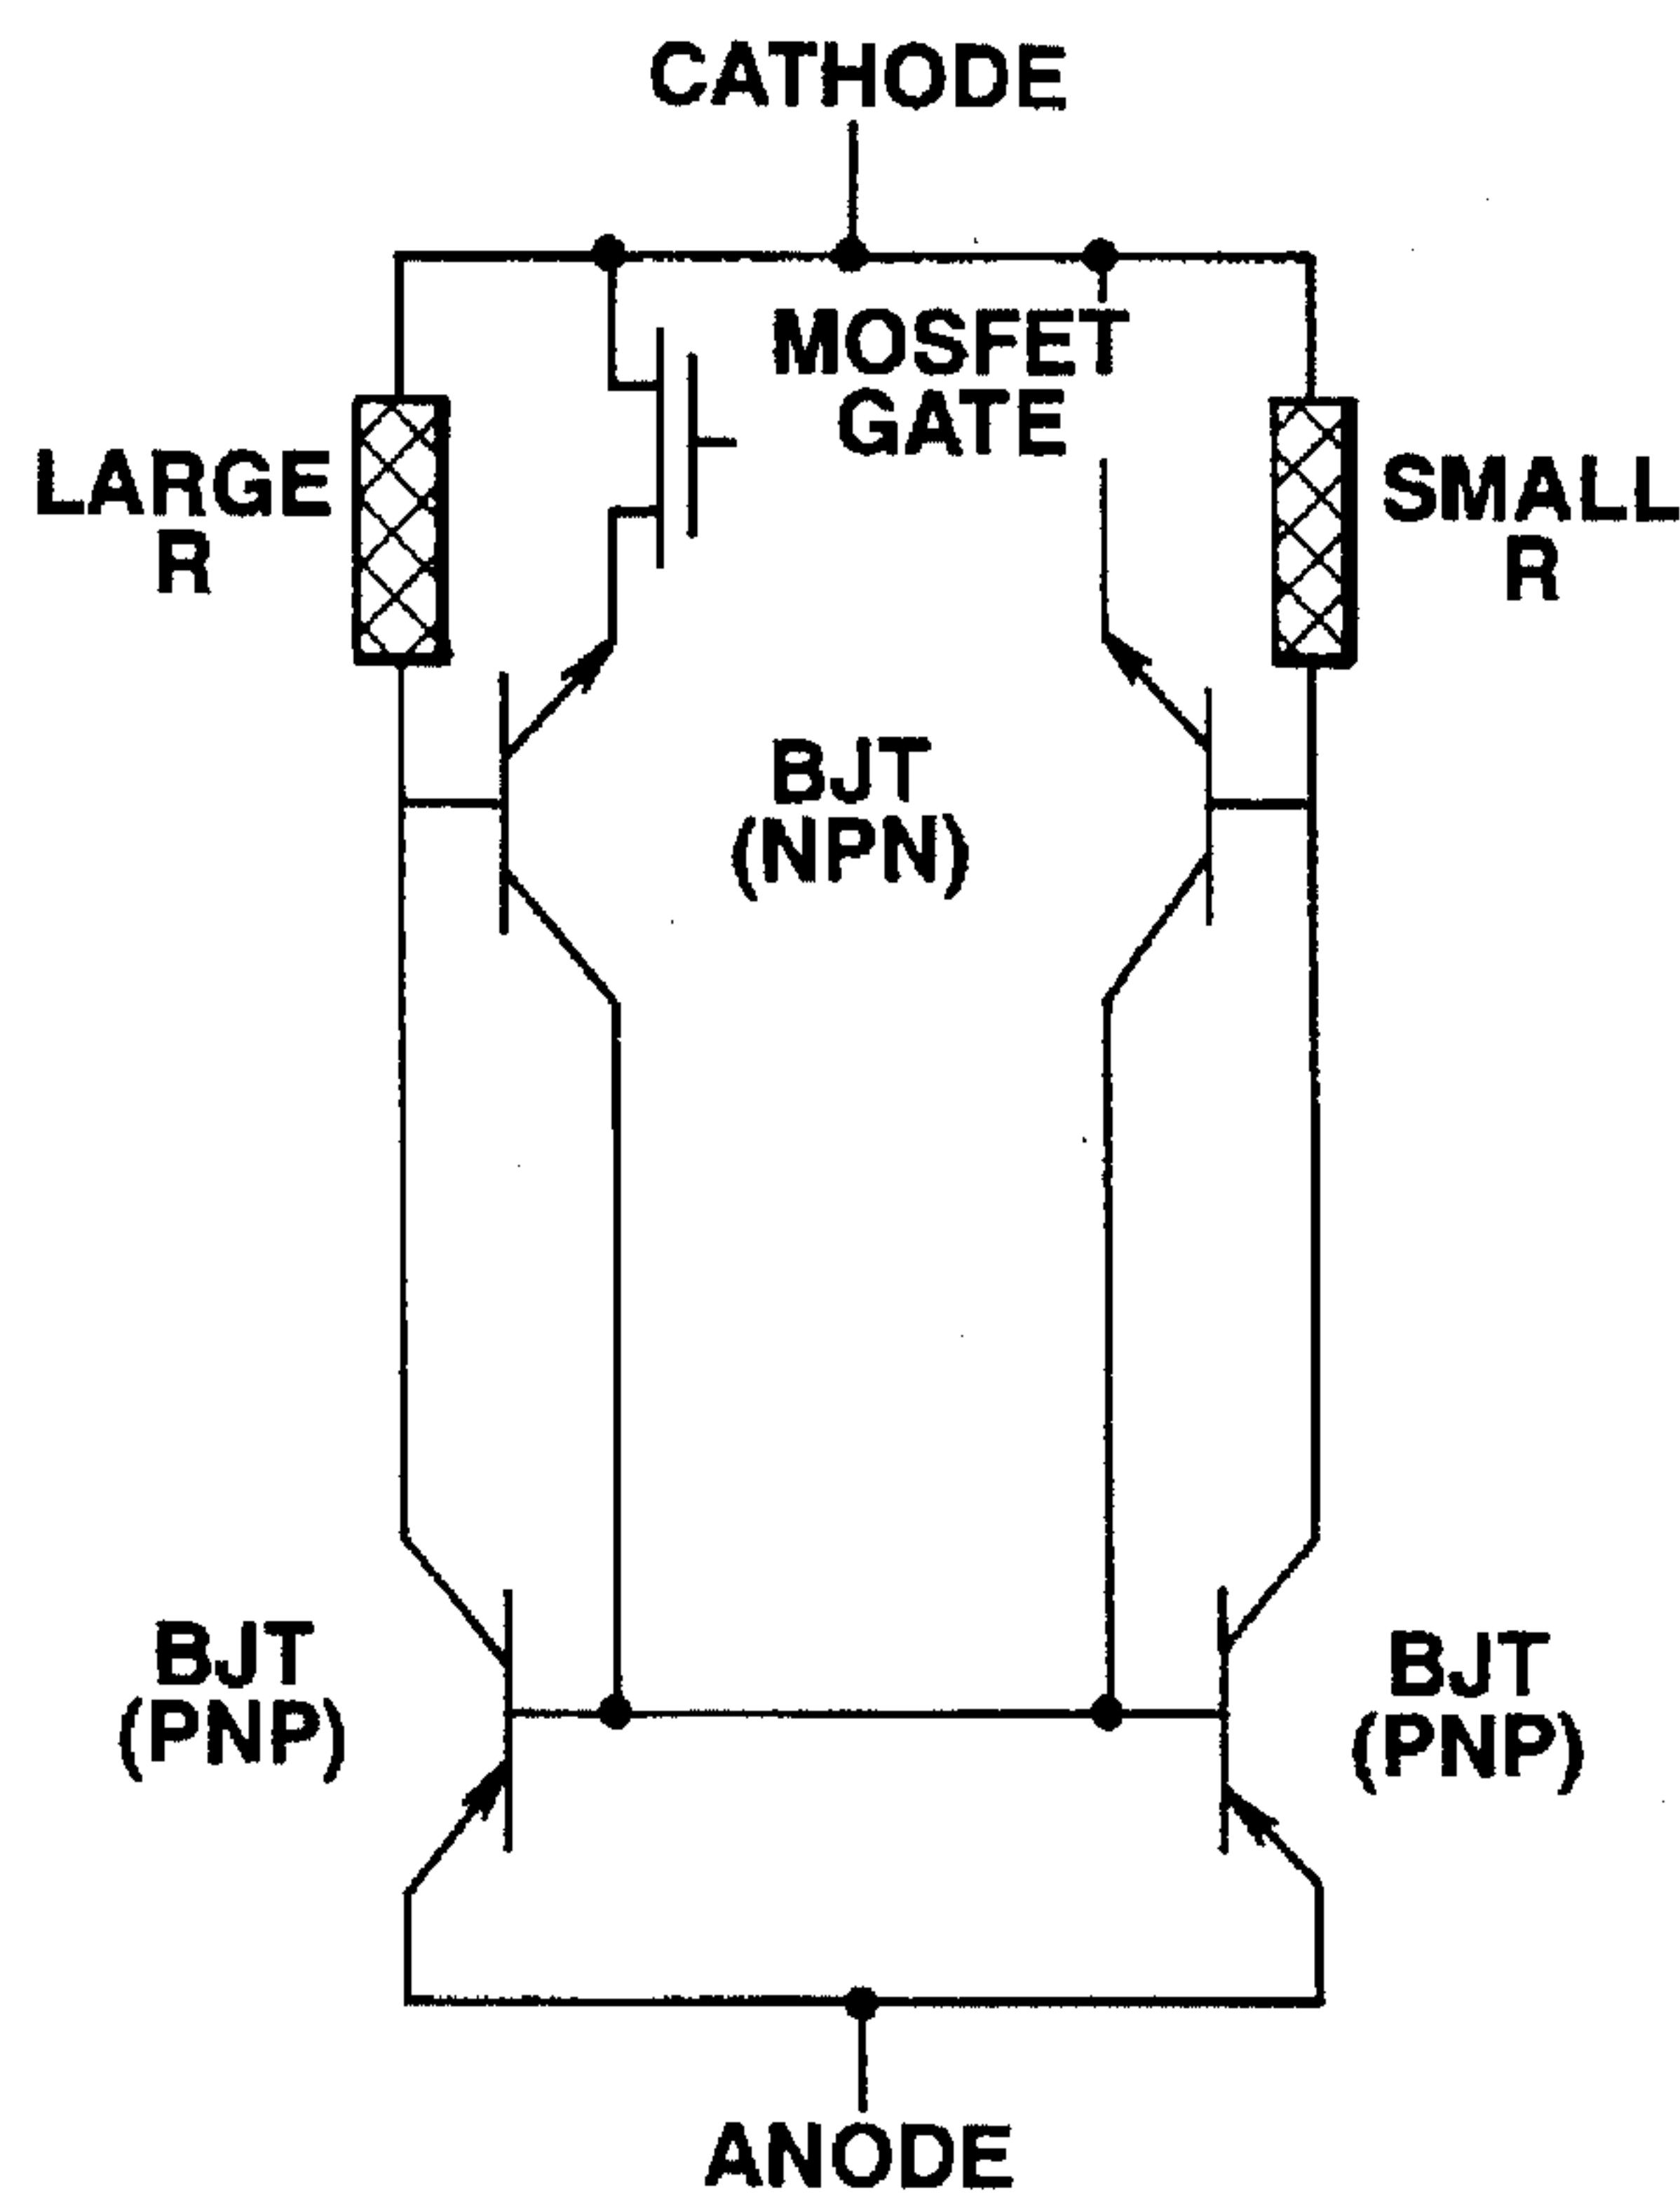 CATHODE
MOSFET
GATE
LARGE
R
SMALL
R
BJT
(NPN)
BJT
(PNP)
BJT
(PNP)
ANODE